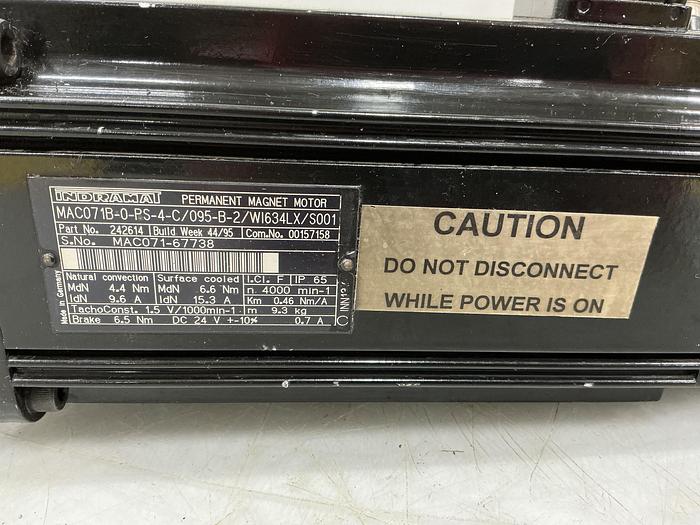 INDRAMAT PERMANENT MAGNET MOTOR
MAC071B-0-PS-4-C/095-B-2/WI634LX/S001
Part No. 242614 Build Week 44/95 Com.No. 00157158
S.No. MAC071-67738
Natural convection Surface cooled I.Cl. F IP 65
MdN 4.4 Nm MdN 6.6 Nm n 4000 min-1
IdN 9.6 A IdN 15.3 A Km 0.46 Nm/A
TachoConst. 1.5 V/1000min-1 m 9.3 kg
Brake 6.5 Nm DC 24 V +-10% 0.7 A
Made in Germany
CAUTION
DO NOT DISCONNECT
WHILE POWER IS ON